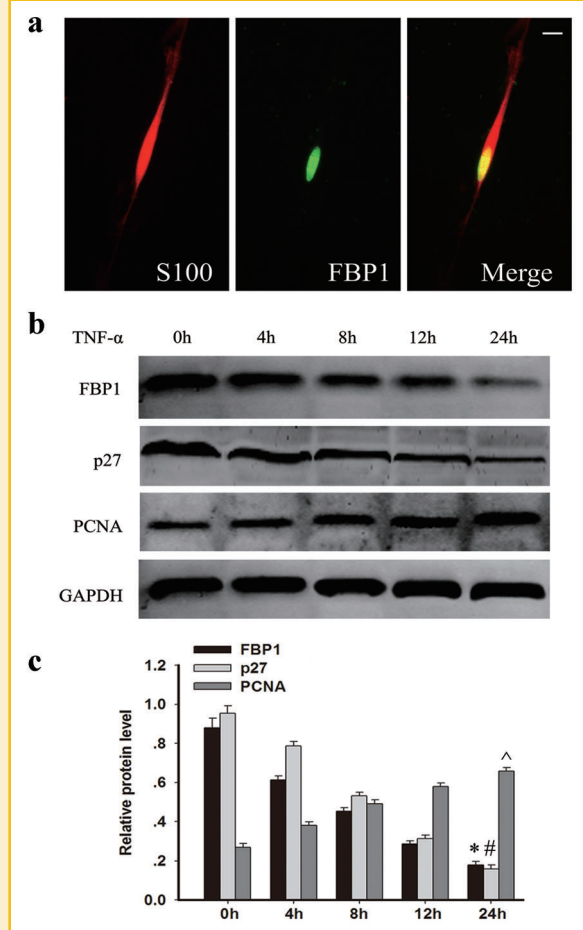 a
S100 FBP1 Merge
b
TNF-α 0h 4h 8h 12h 24h
FBP1
p27
PCNA
GAPDH
c
FBP1
p27
PCNA
Relative protein level
1.2
1.0
.8
.6
.4
.2
0.0
^
* #
0h 4h 8h 12h 24h